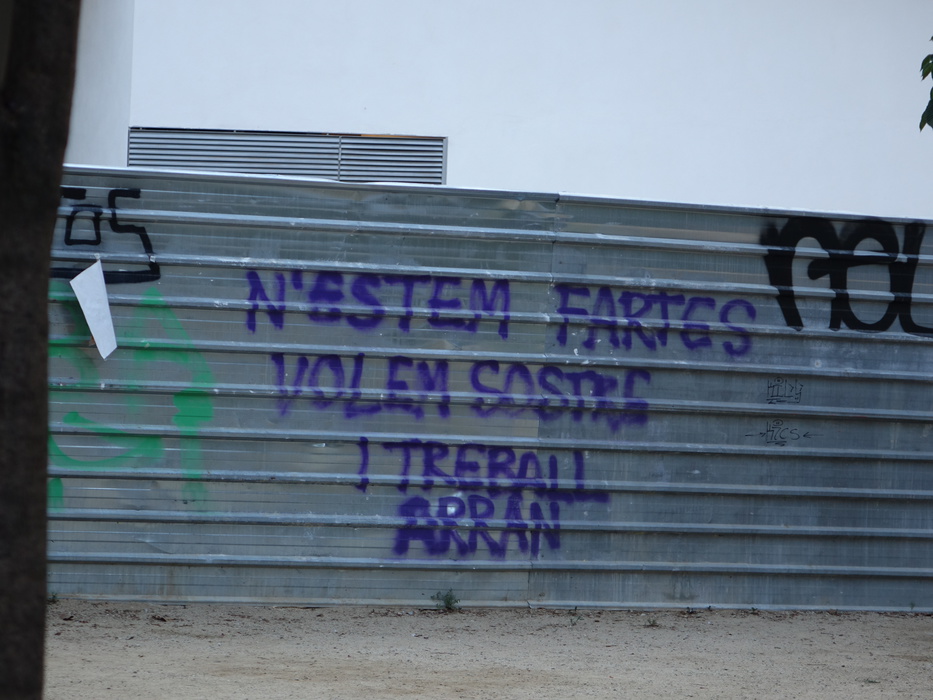 N'ESTEM FARTES
VOLEM SOSTRE
I TREBALL
ARRAN